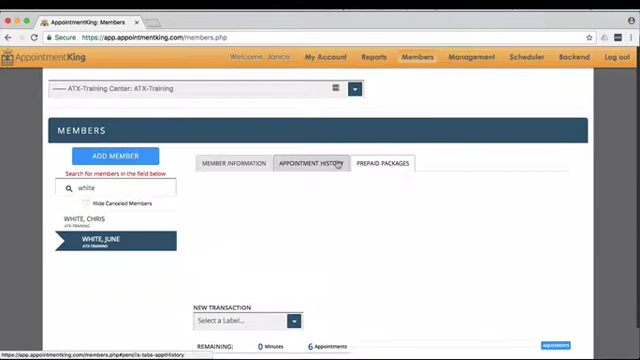 AppointmentKing: Members
Secure https://app.appointmentking.com/members.php
AppointmentKing Welcome, Janice My Account Reports Members Management Scheduler Backend Log out
—— ATX-Training Center: ATX-Training
MEMBERS
ADD MEMBER
MEMBER INFORMATION APPOINTMENT HISTORY PREPAID PACKAGES
Search for members in the field below
white
Hide Canceled Members
WHITE, CHRIS
ATX-TRAINING
WHITE, JUNE
ATX-TRAINING
NEW TRANSACTION
Select a Label...
REMAINING: 0 Minutes 6 Appointments ADJUSTMENTS
https://app.appointmentking.com/members.php#pencils-tabs-apptHistory